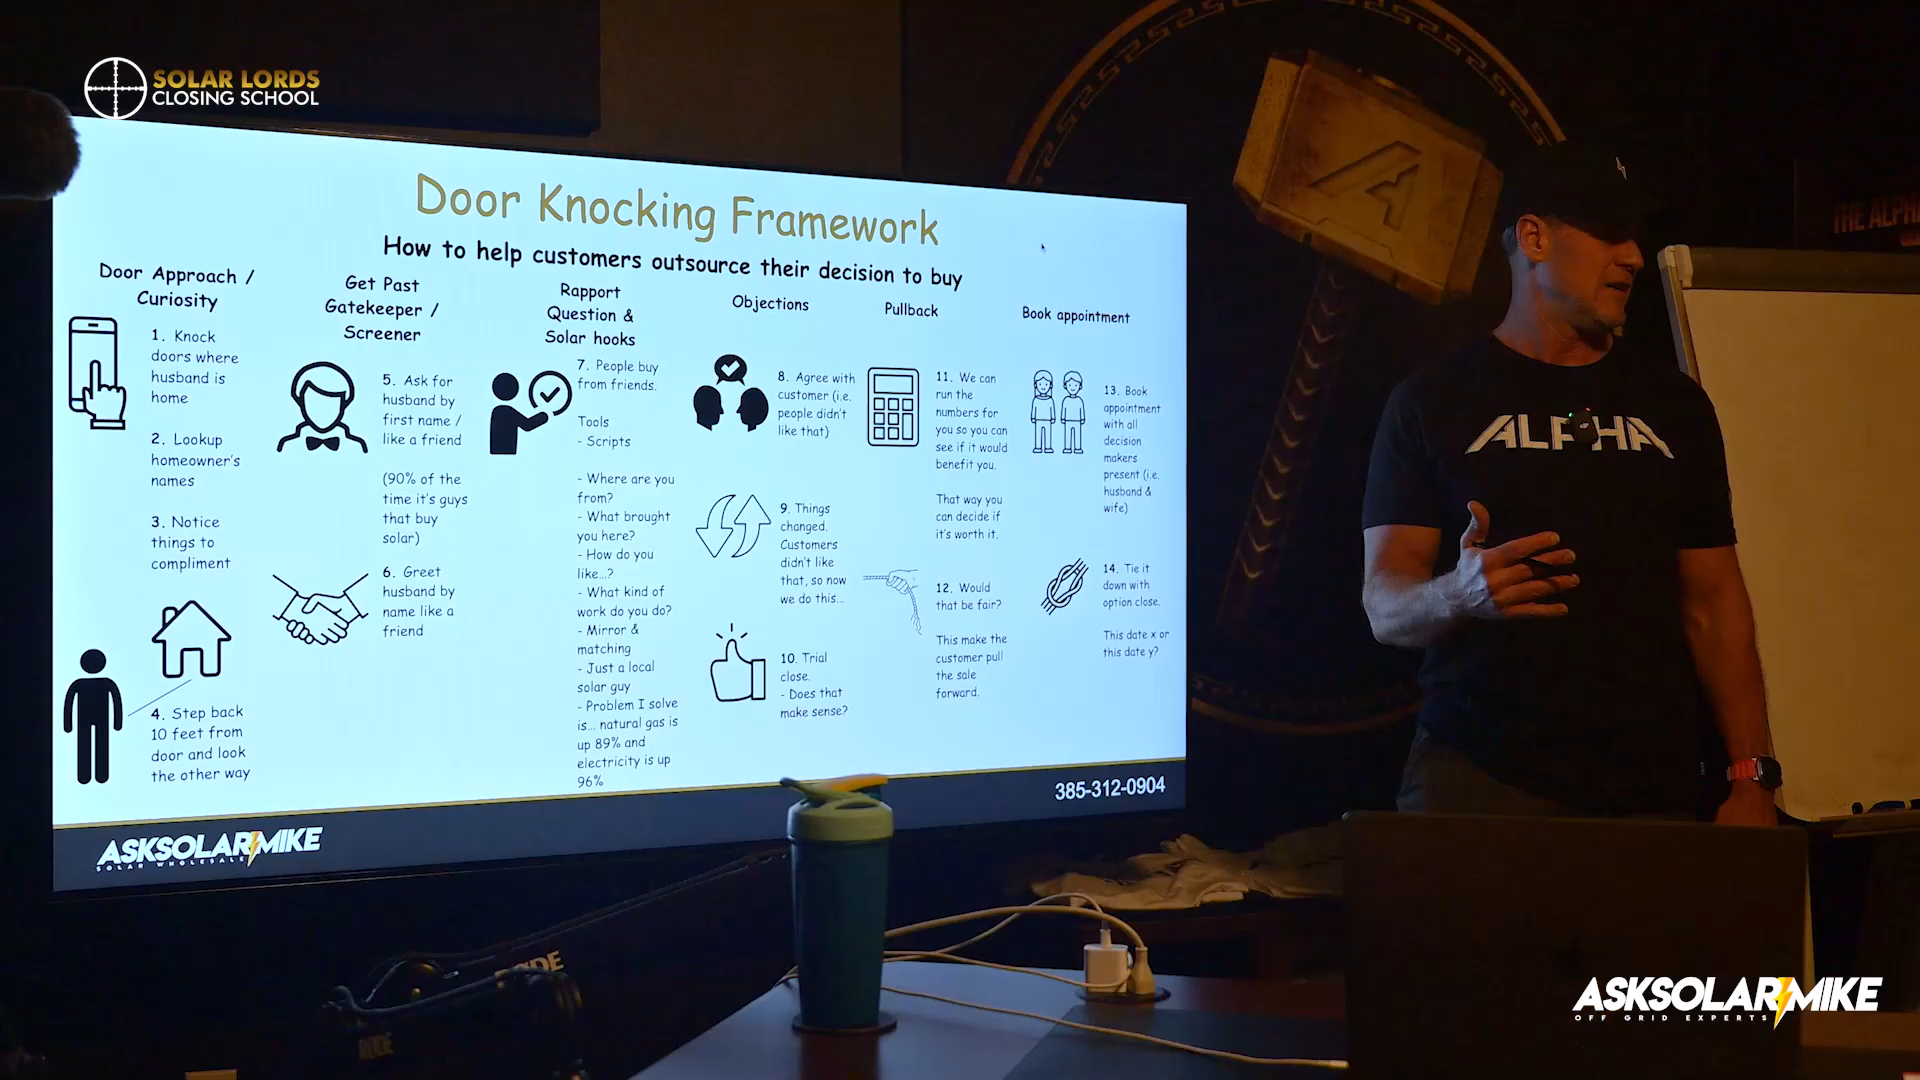 SOLAR LORDS
CLOSING SCHOOL
Door Knocking Framework
How to help customers outsource their decision to buy
Door Approach /
Curiosity
1. Knock
doors where
husband is
home
2. Lookup
homeowner's
names
3. Notice
things to
compliment
4. Step back
10 feet from
door and look
the other way
Get Past
Gatekeeper /
Screener
5. Ask for
husband by
first name /
like a friend
(90% of the
time it's guys
that buy
solar)
6. Greet
husband by
name like a
friend
Rapport
Question &
Solar hooks
7. People buy
from friends.
Tools
- Scripts
- Where are you
from?
- What brought
you here?
- How do you
like...?
- What kind of
work do you do?
- Mirror &
matching
- Just a local
solar guy
- Problem I solve
is... natural gas is
up 89% and
electricity is up
96%
Objections
8. Agree with
customer (i.e.
people didn't
like that)
9. Things
changed.
Customers
didn't like
that, so now
we do this...
10. Trial
close.
- Does that
make sense?
Pullback
11. We can
run the
numbers for
you so you can
see if it would
benefit you.
That way you
can decide if
it's worth it.
12. Would
that be fair?
This make the
customer pull
the sale
forward.
Book appointment
13. Book
appointment
with all
decision
makers
present (i.e.
husband &
wife)
14. Tie it
down with
option close.
This date x or
this date y?
385-312-0904
ASKSOLARMIKE
SOLAR WHOLESALE
A
THE ALPHA
ALPHA
RODE
RODE
ASKSOLARMIKE
OFF GRID EXPERTS